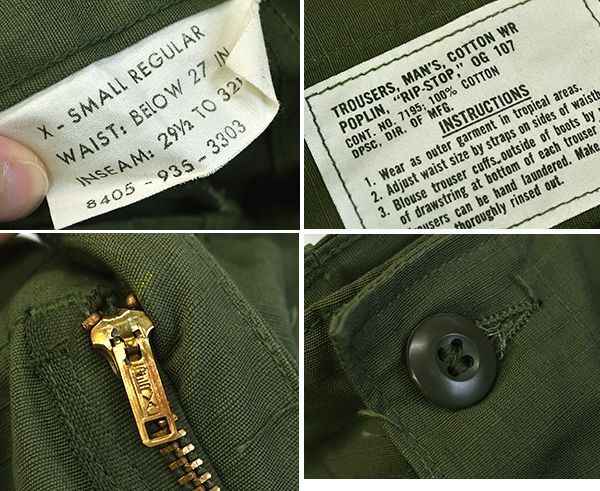 X - SMALL REGULAR
WAIST: BELOW 27 IN
INSEAM: 29½ TO 32½
8405 - 935 - 3303
TROUSERS, MAN'S, COTTON WR
POPLIN, "RIP-STOP," OG 107
CONT. NO. 7195; 100% COTTON
DPSC. DIR. OF MFG.
INSTRUCTIONS
1. Wear as outer garment in tropical areas.
2. Adjust waist size by straps on sides of waist
3. Blouse trouser cuffs outside of boots by
of drawstring at bottom of each trouser
can be hand laundered. Make
thoroughly rinsed out.